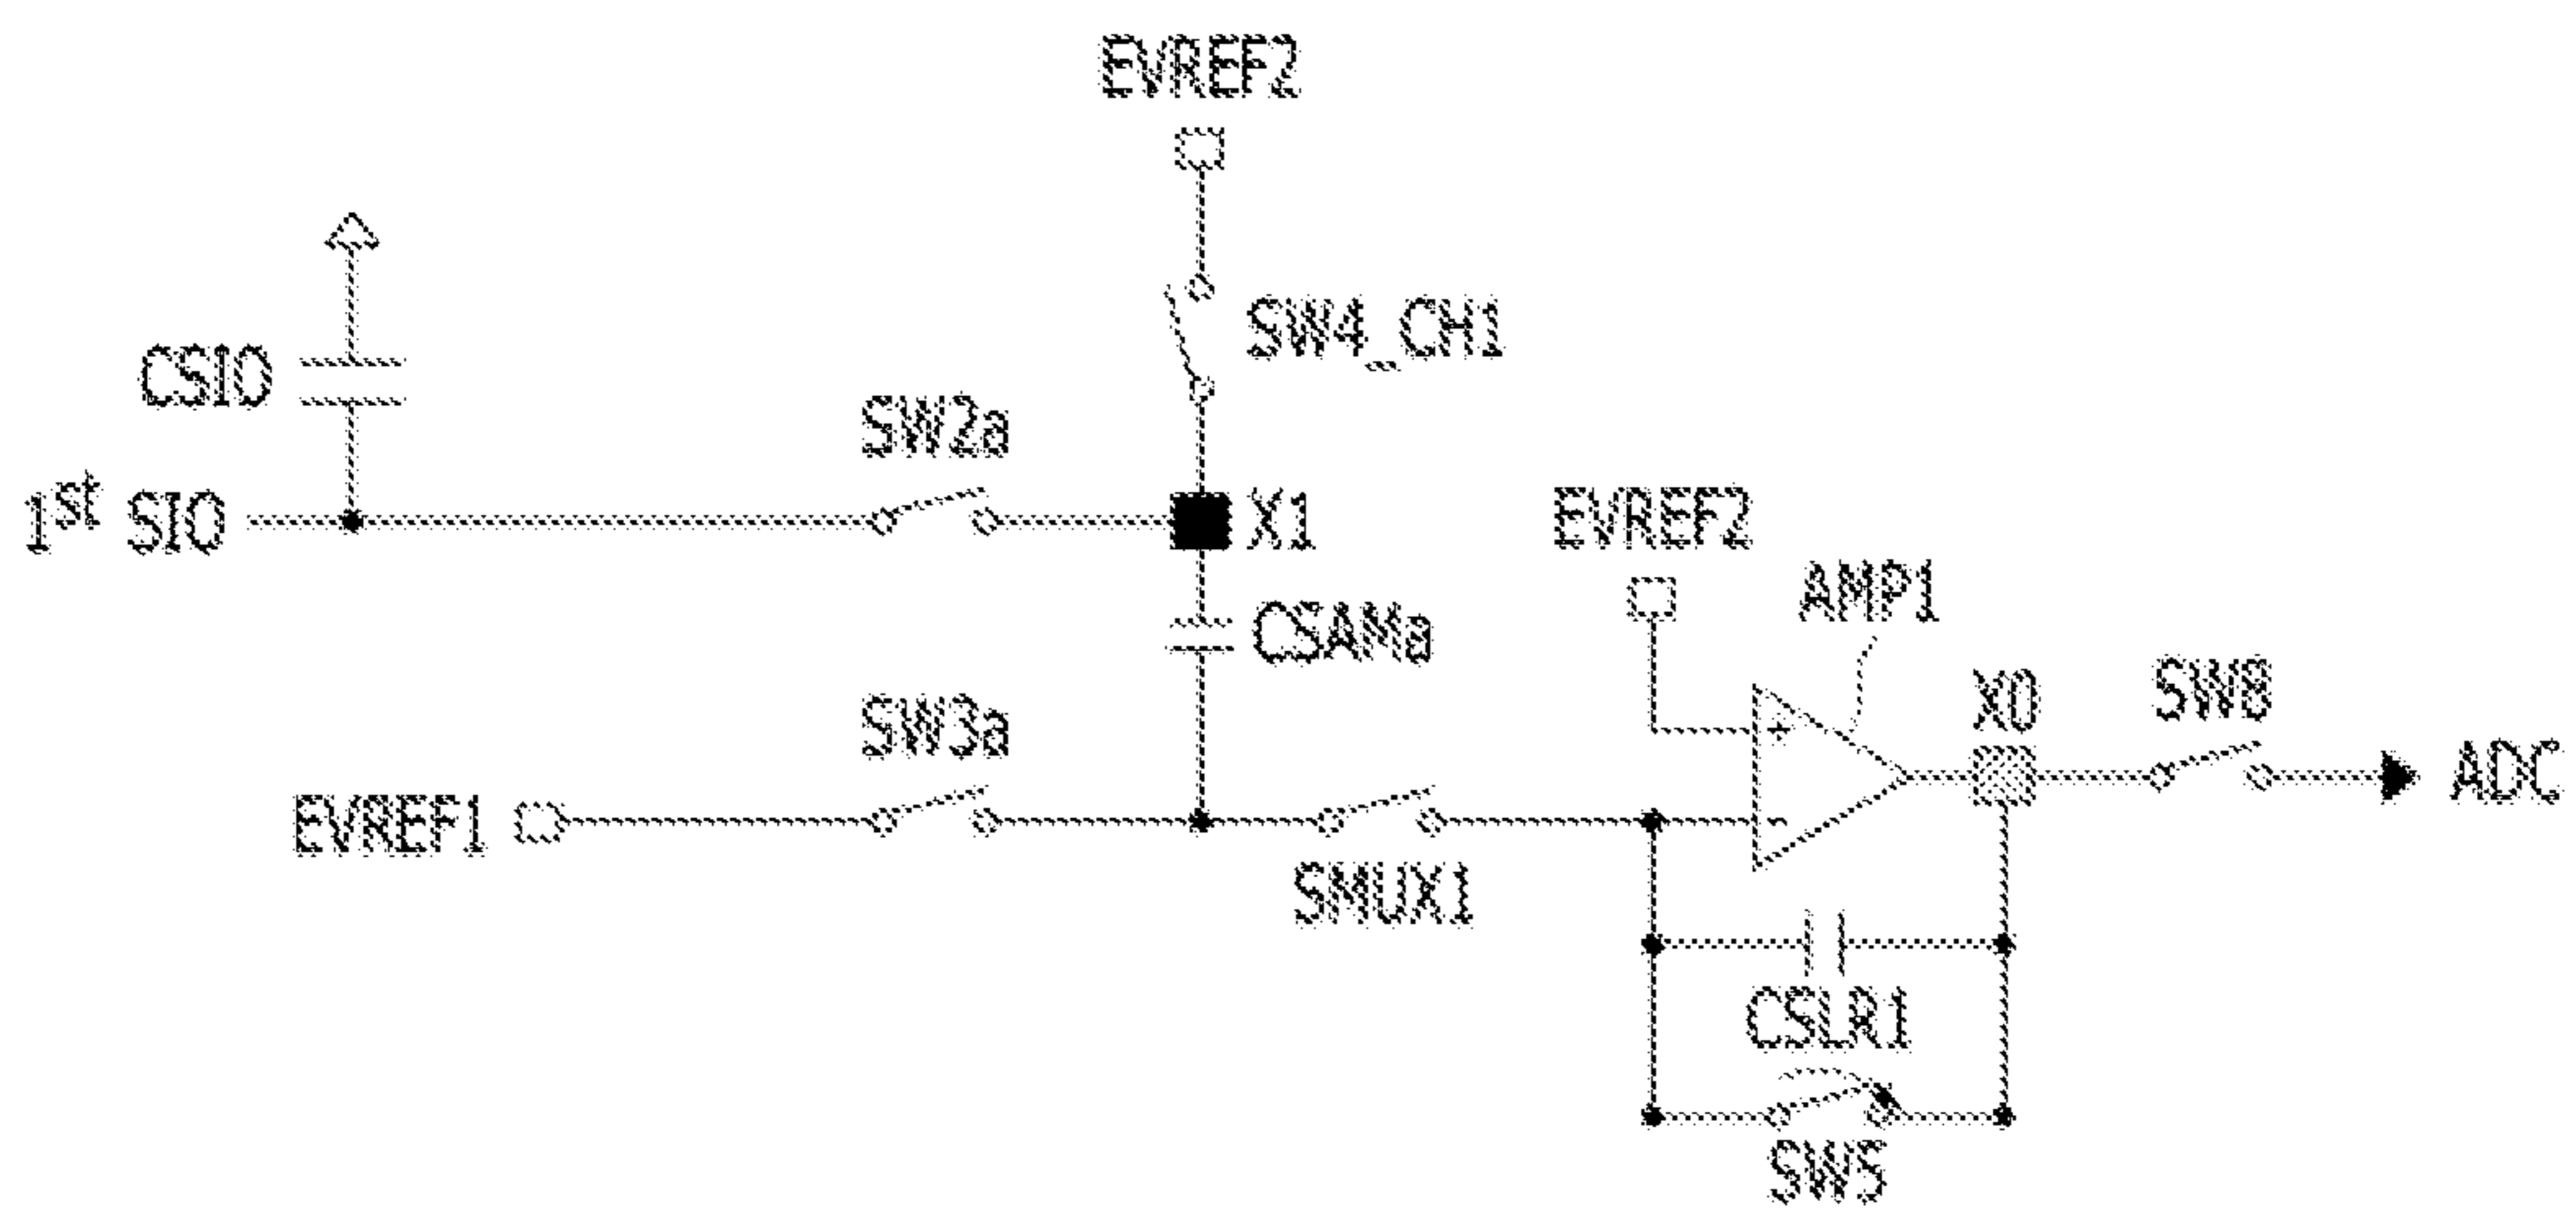 EVREF2
SW4_CH1
CSIO
SW2a
1st SIO
X1
EVREF2
AMP1
CSAMa
SW3a
X0
SW8
ADC
EVREF1
+
-
SMUX1
CSLR1
SW5